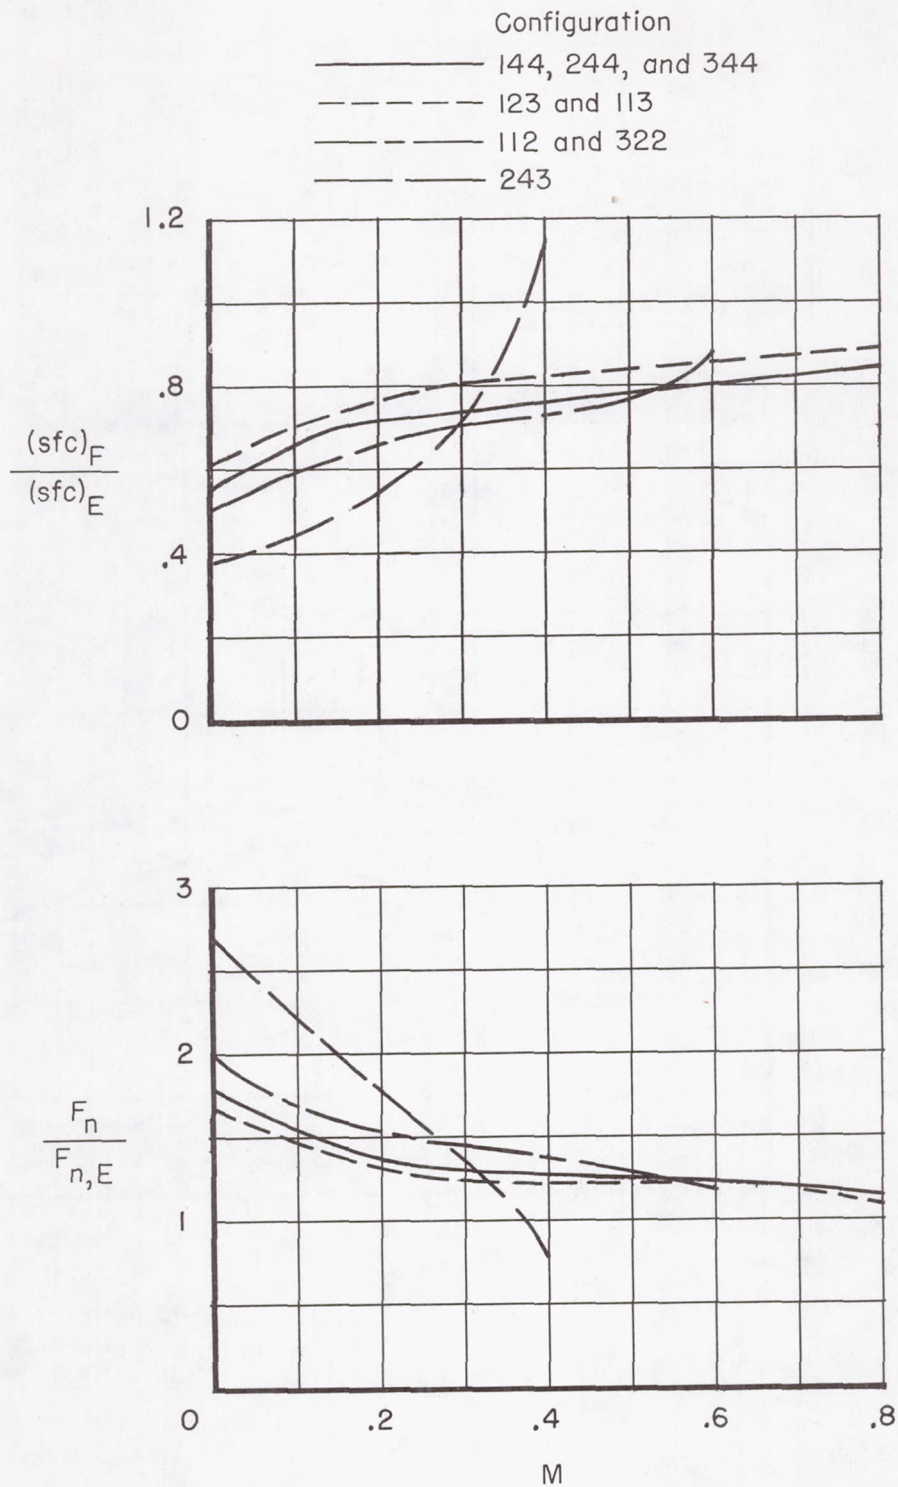 Configuration
144, 244, and 344
123 and 113
112 and 322
243
1.2
.8
(sfc)F
(sfc)E
.4
0
3
2
Fn
Fn,E
1
0 .2 .4 .6 .8
M